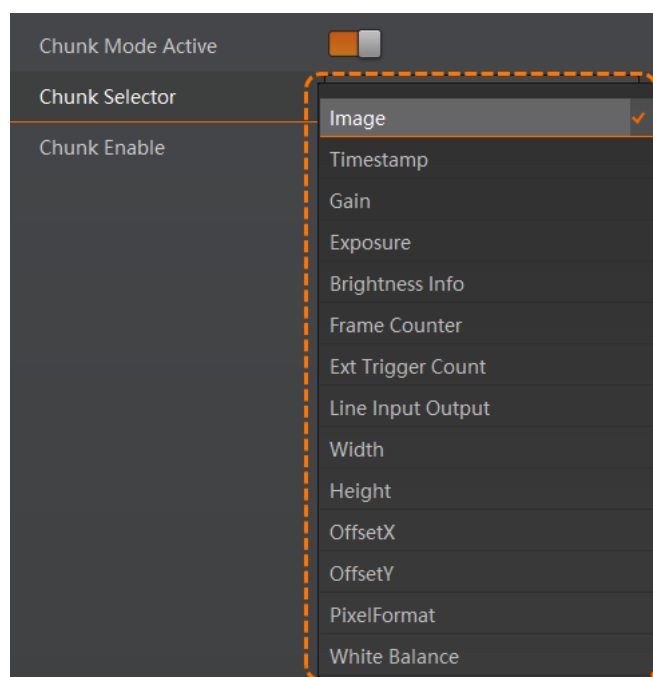 Chunk Mode Active
Chunk Selector
Chunk Enable
Image
Timestamp
Gain
Exposure
Brightness Info
Frame Counter
Ext Trigger Count
Line Input Output
Width
Height
OffsetX
OffsetY
PixelFormat
White Balance